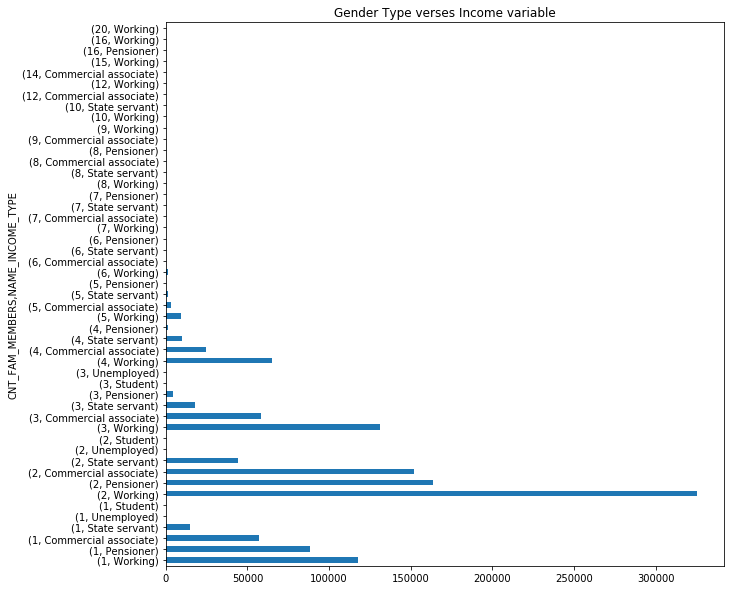 Gender Type verses Income variable
(20, Working)
(16, Working)
(16, Pensioner)
(15, Working)
(14, Commercial associate)
(12, Working)
(12, Commercial associate)
(10, State servant)
(10, Working)
(9, Working)
(9, Commercial associate)
(8, Pensioner)
(8, Commercial associate)
(8, State servant)
(8, Working)
(7, Pensioner)
(7, State servant)
(7, Commercial associate)
(7, Working)
(6, Pensioner)
(6, State servant)
(6, Commercial associate)
(6, Working)
(5, Pensioner)
(5, State servant)
(5, Commercial associate)
(5, Working)
(4, Pensioner)
(4, State servant)
(4, Commercial associate)
(4, Working)
(3, Unemployed)
(3, Student)
(3, Pensioner)
(3, State servant)
(3, Commercial associate)
(3, Working)
(2, Student)
(2, Unemployed)
(2, State servant)
(2, Commercial associate)
(2, Pensioner)
(2, Working)
(1, Student)
(1, Unemployed)
(1, State servant)
(1, Commercial associate)
(1, Pensioner)
(1, Working)
CNT_FAM_MEMBERS,NAME_INCOME_TYPE
0 50000 100000 150000 200000 250000 300000